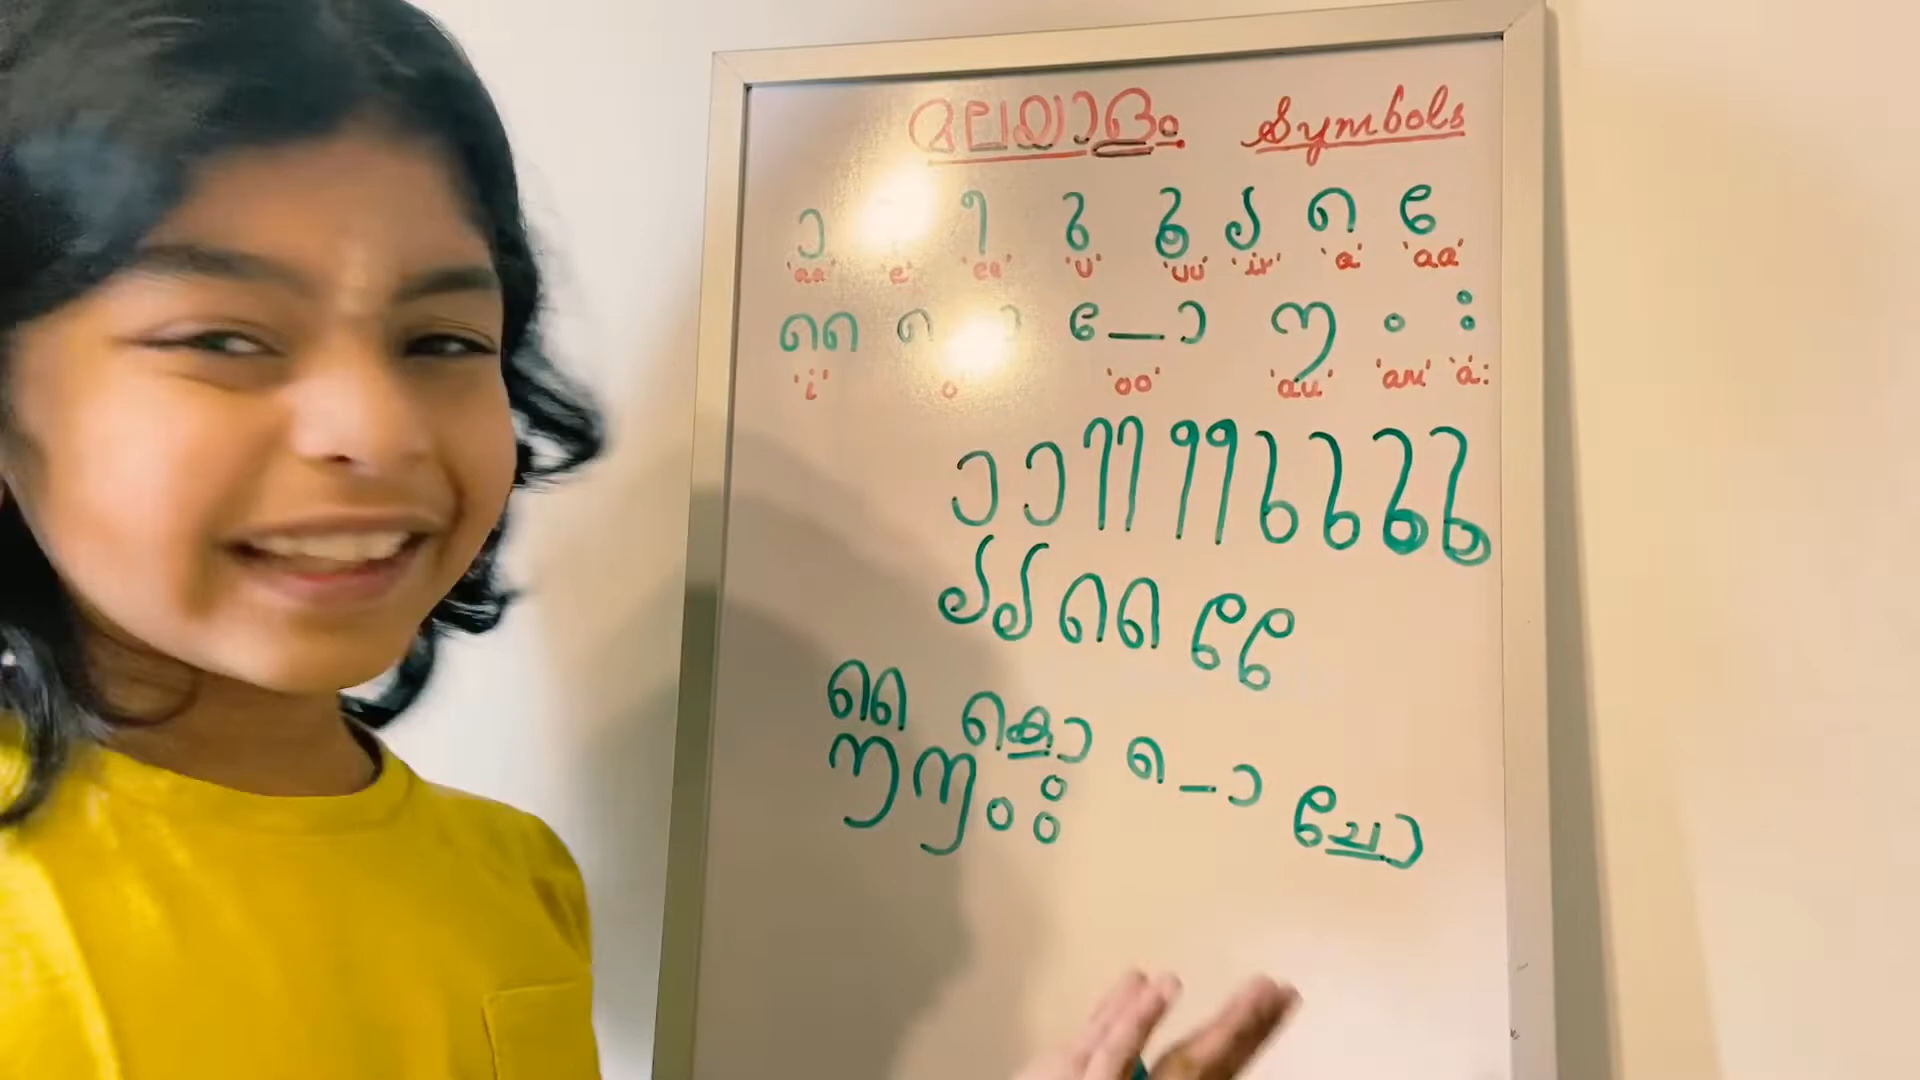 മലയാളം Symbols
ാ ീ ു ൂ ൃ െ േ
'aa' 'e' 'ee' 'u' 'uu' 'ir' 'a' 'aa'
ൈ െ ാ േ_ാ ൗ ം ഃ
'i' o 'oo' 'au' 'am' 'a:'
ാ ാ ി ി ീ ീ ു ു ൂ ൂ
ൃ ൃ െ െ േ േ
ൈ കൊ െ_ാ ചോ
ൗ ൗ ം ഃ